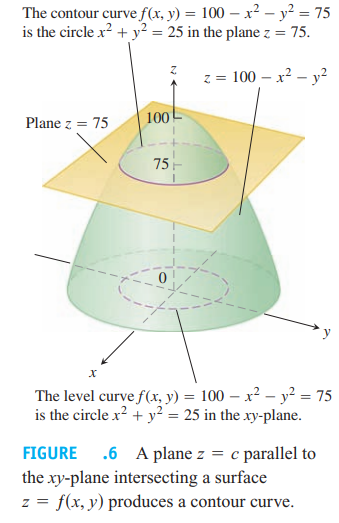 The contour curve f(x, y) = 100 – x² – y² = 75
is the circle x² + y² = 25 in the plane z = 75.
z
z = 100 – x² – y²
100
Plane z = 75
75
0
y
x
The level curve f(x, y) = 100 – x² – y² = 75
is the circle x² + y² = 25 in the xy-plane.
FIGURE .6 A plane z = c parallel to
the xy-plane intersecting a surface
z = f(x, y) produces a contour curve.